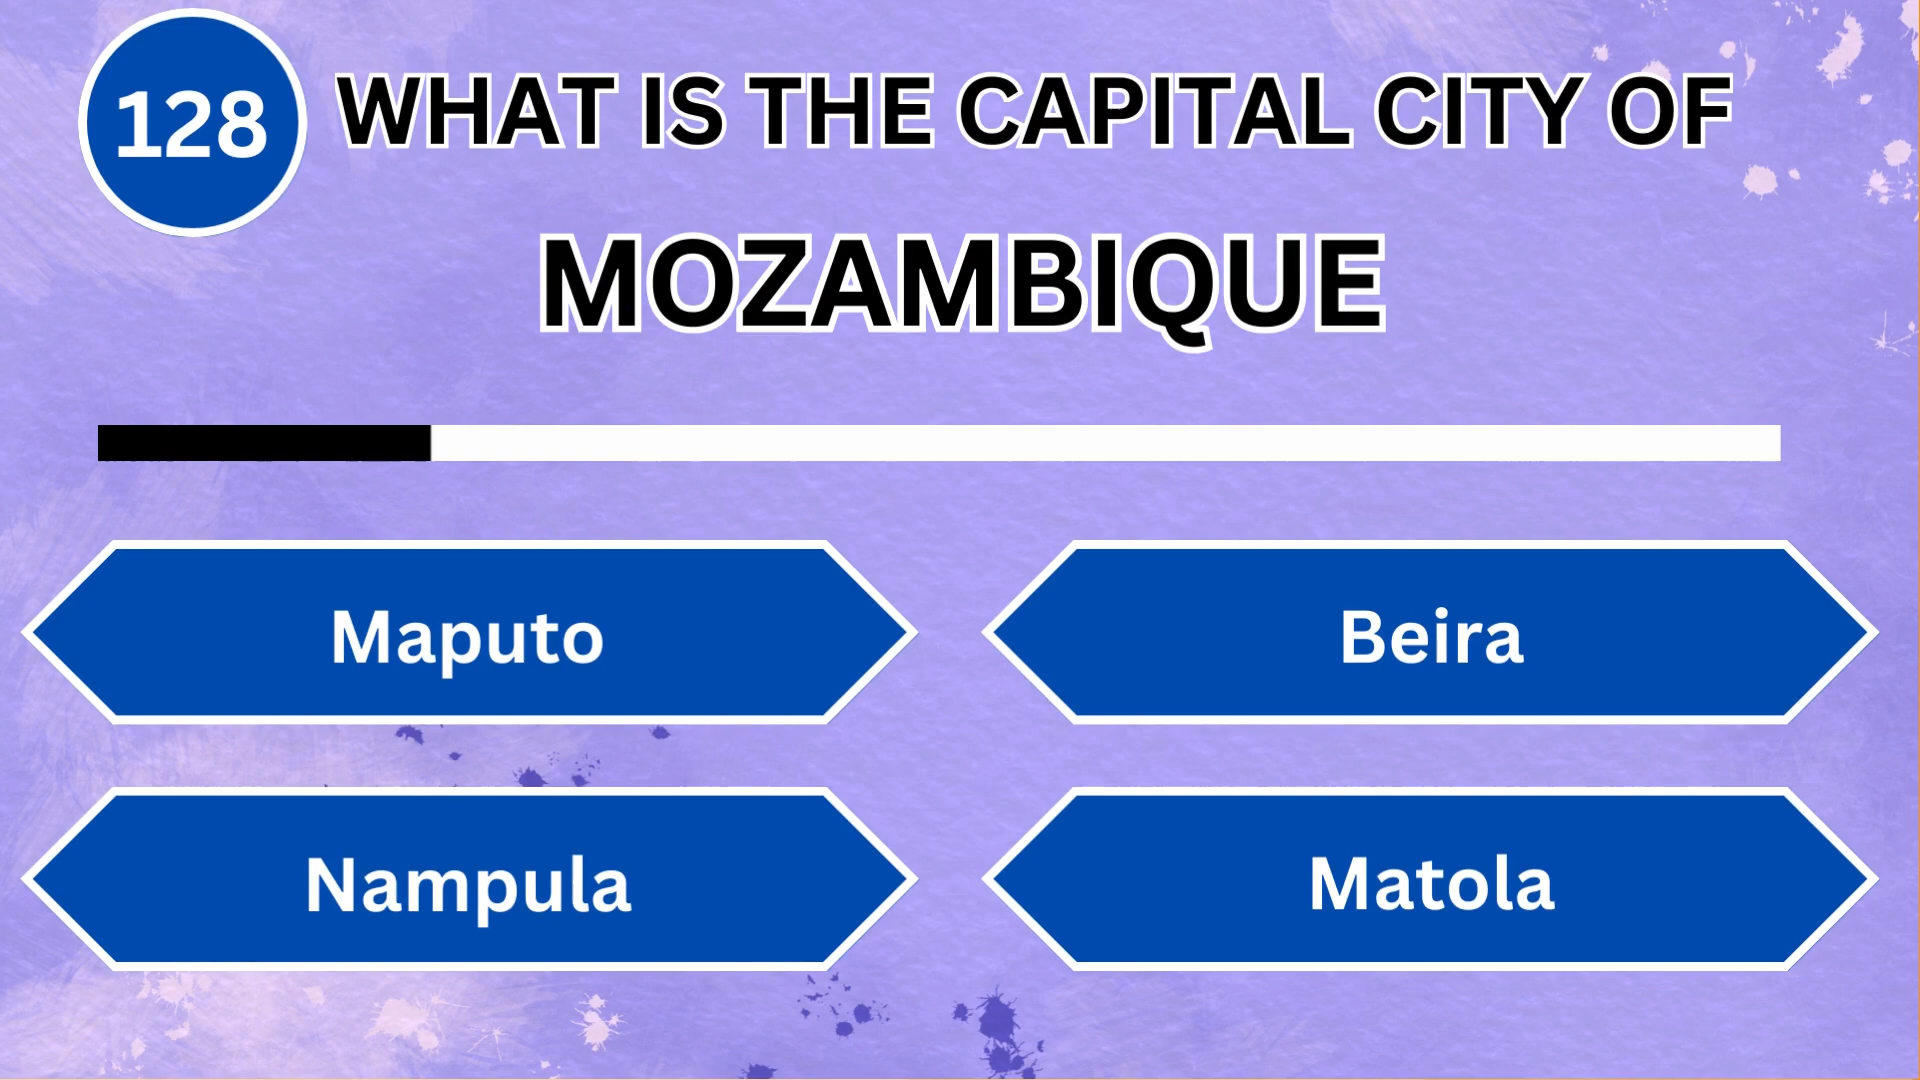 128
WHAT IS THE CAPITAL CITY OF
MOZAMBIQUE
Maputo
Beira
Nampula
Matola